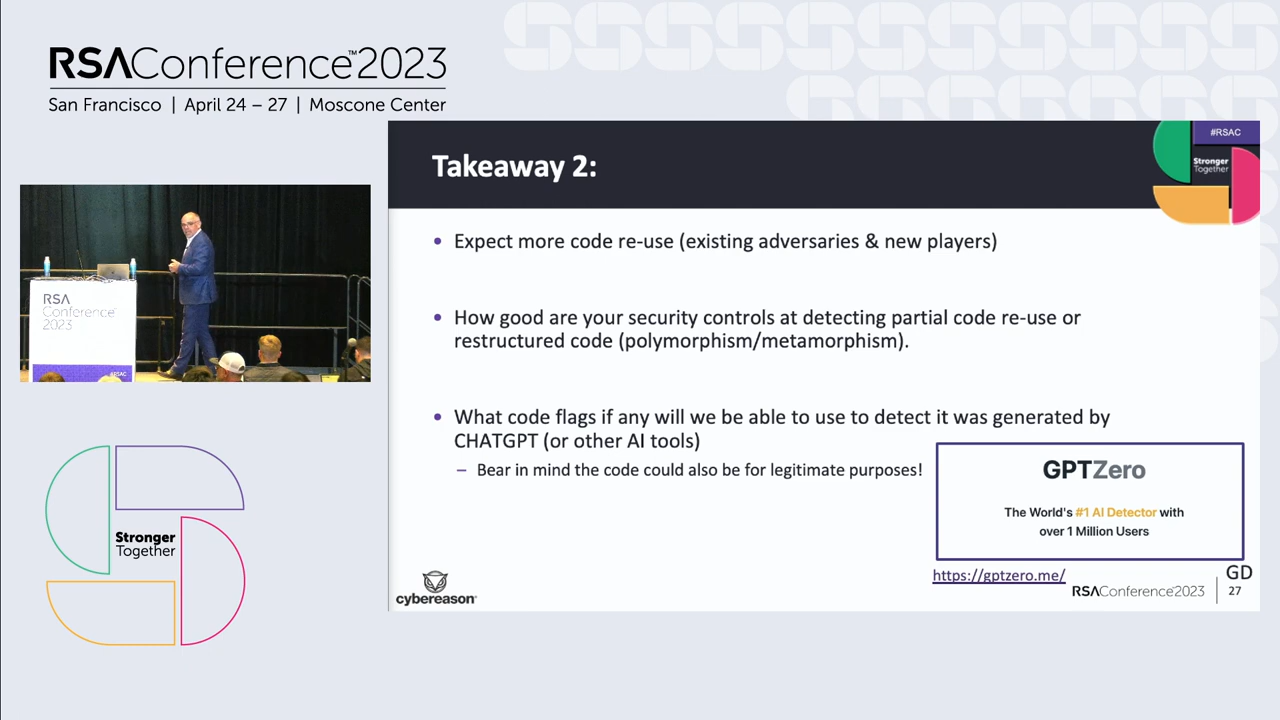 RSAConference™2023
San Francisco | April 24 – 27 | Moscone Center
#RSAC
Stronger
Together
Takeaway 2:
• Expect more code re-use (existing adversaries & new players)
• How good are your security controls at detecting partial code re-use or
restructured code (polymorphism/metamorphism).
• What code flags if any will we be able to use to detect it was generated by
CHATGPT (or other AI tools)
– Bear in mind the code could also be for legitimate purposes!
GPTZero
The World's #1 AI Detector with
over 1 Million Users
https://gptzero.me/
GD
cybereason
RSAConference2023
27
RSA
Conference™
2023
#RSAC
Stronger
Together